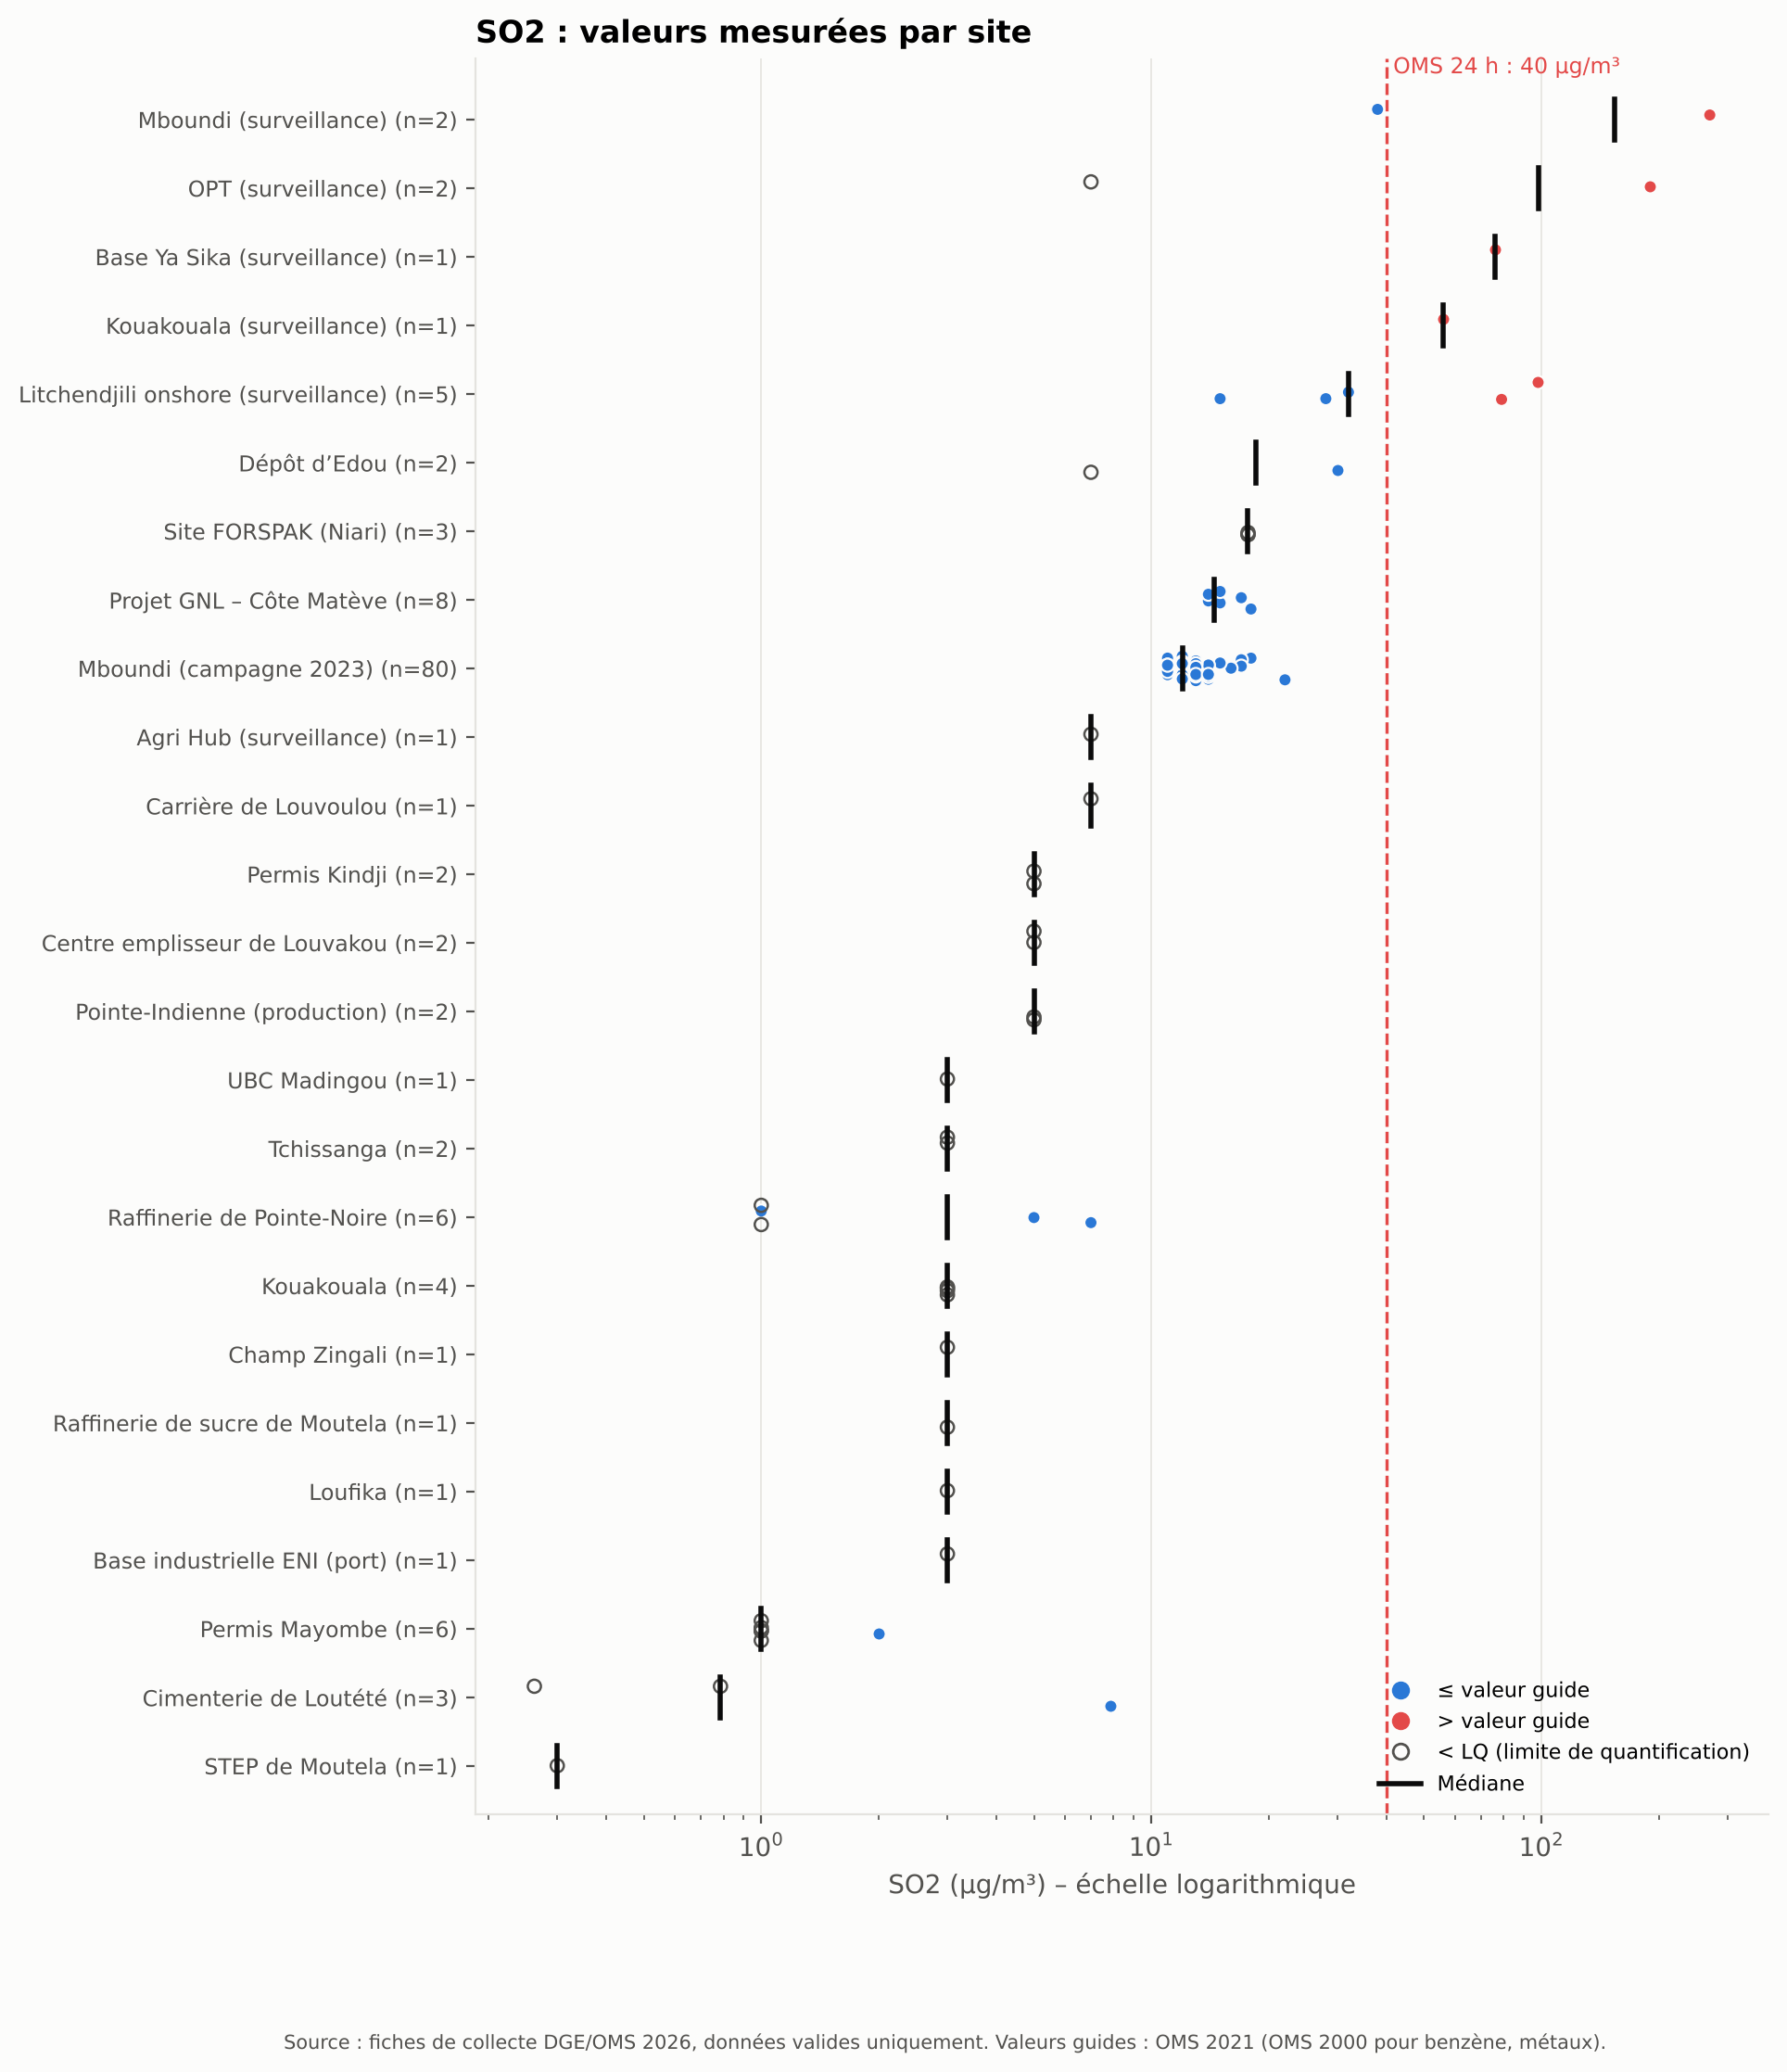 SO2 : valeurs mesurées par site
OMS 24 h : 40 µg/m³
Mboundi (surveillance) (n=2)
OPT (surveillance) (n=2)
Base Ya Sika (surveillance) (n=1)
Kouakouala (surveillance) (n=1)
Litchendjili onshore (surveillance) (n=5)
Dépôt d’Edou (n=2)
Site FORSPAK (Niari) (n=3)
Projet GNL – Côte Matève (n=8)
Mboundi (campagne 2023) (n=80)
Agri Hub (surveillance) (n=1)
Carrière de Louvoulou (n=1)
Permis Kindji (n=2)
Centre emplisseur de Louvakou (n=2)
Pointe-Indienne (production) (n=2)
UBC Madingou (n=1)
Tchissanga (n=2)
Raffinerie de Pointe-Noire (n=6)
Kouakouala (n=4)
Champ Zingali (n=1)
Raffinerie de sucre de Moutela (n=1)
Loufika (n=1)
Base industrielle ENI (port) (n=1)
Permis Mayombe (n=6)
Cimenterie de Loutété (n=3)
STEP de Moutela (n=1)
≤ valeur guide
> valeur guide
< LQ (limite de quantification)
Médiane
10⁰ 10¹ 10²
SO2 (µg/m³) – échelle logarithmique
Source : fiches de collecte DGE/OMS 2026, données valides uniquement. Valeurs guides : OMS 2021 (OMS 2000 pour benzène, métaux).